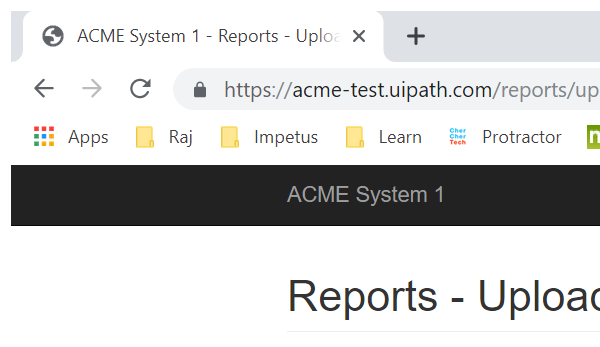 ACME System 1 - Reports - Uploa
https://acme-test.uipath.com/reports/up
Apps Raj Impetus Learn Cher Cher Tech Protractor n
ACME System 1
Reports - Upload